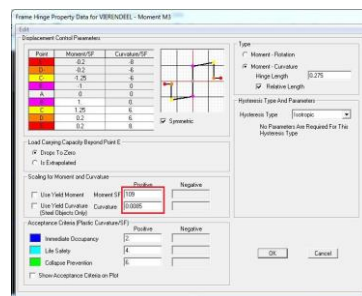 Frame Hinge Property Data for VIERENDEEL - Moment M3
Edit
Displacement Control Parameters
Point Moment/SF Curvature/SF
E- -0.2 -8
D- -0.2 -6
C- -1.25 -6
B- -1 0
A 0 0
B 1. 0.
C 1.25 6.
D 0.2 6.
E 0.2 8.
Symmetric
Type
Moment - Rotation
Moment - Curvature
Hinge Length 0.275
Relative Length
Hysteresis Type And Parameters
Hysteresis Type Isotropic
No Parameters Are Required For This
Hysteresis Type
Load Carrying Capacity Beyond Point E
Drops To Zero
Is Extrapolated
Scaling for Moment and Curvature
Positive Negative
Use Yield Moment Moment SF 109
Use Yield Curvature Curvature 0.0085
(Steel Objects Only)
Acceptance Criteria (Plastic Curvature/SF)
Positive Negative
Immediate Occupancy 2.
Life Safety 4.
Collapse Prevention 6.
Show Acceptance Criteria on Plot
OK Cancel